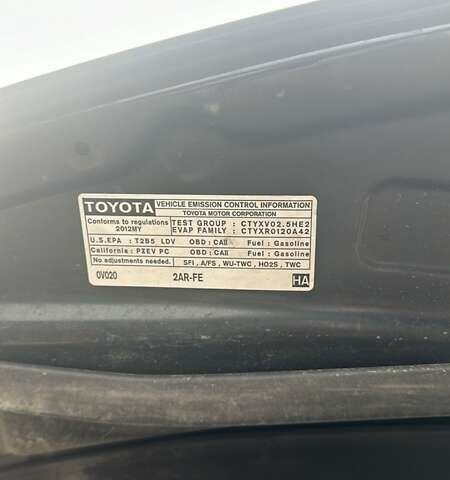 TOYOTA VEHICLE EMISSION CONTROL INFORMATION
TOYOTA MOTOR CORPORATION
Conforms to regulations
2012MY
TEST GROUP : CTYXV02.5HE2
EVAP FAMILY : CTYXR0120A42
U.S.EPA : T2B5 LDV OBD : CAII Fuel : Gasoline
California : PZEV PC OBD : CAII Fuel : Gasoline
No adjustments needed. SFI , A/FS , WU-TWC , HO2S , TWC
0V020 2AR-FE HA